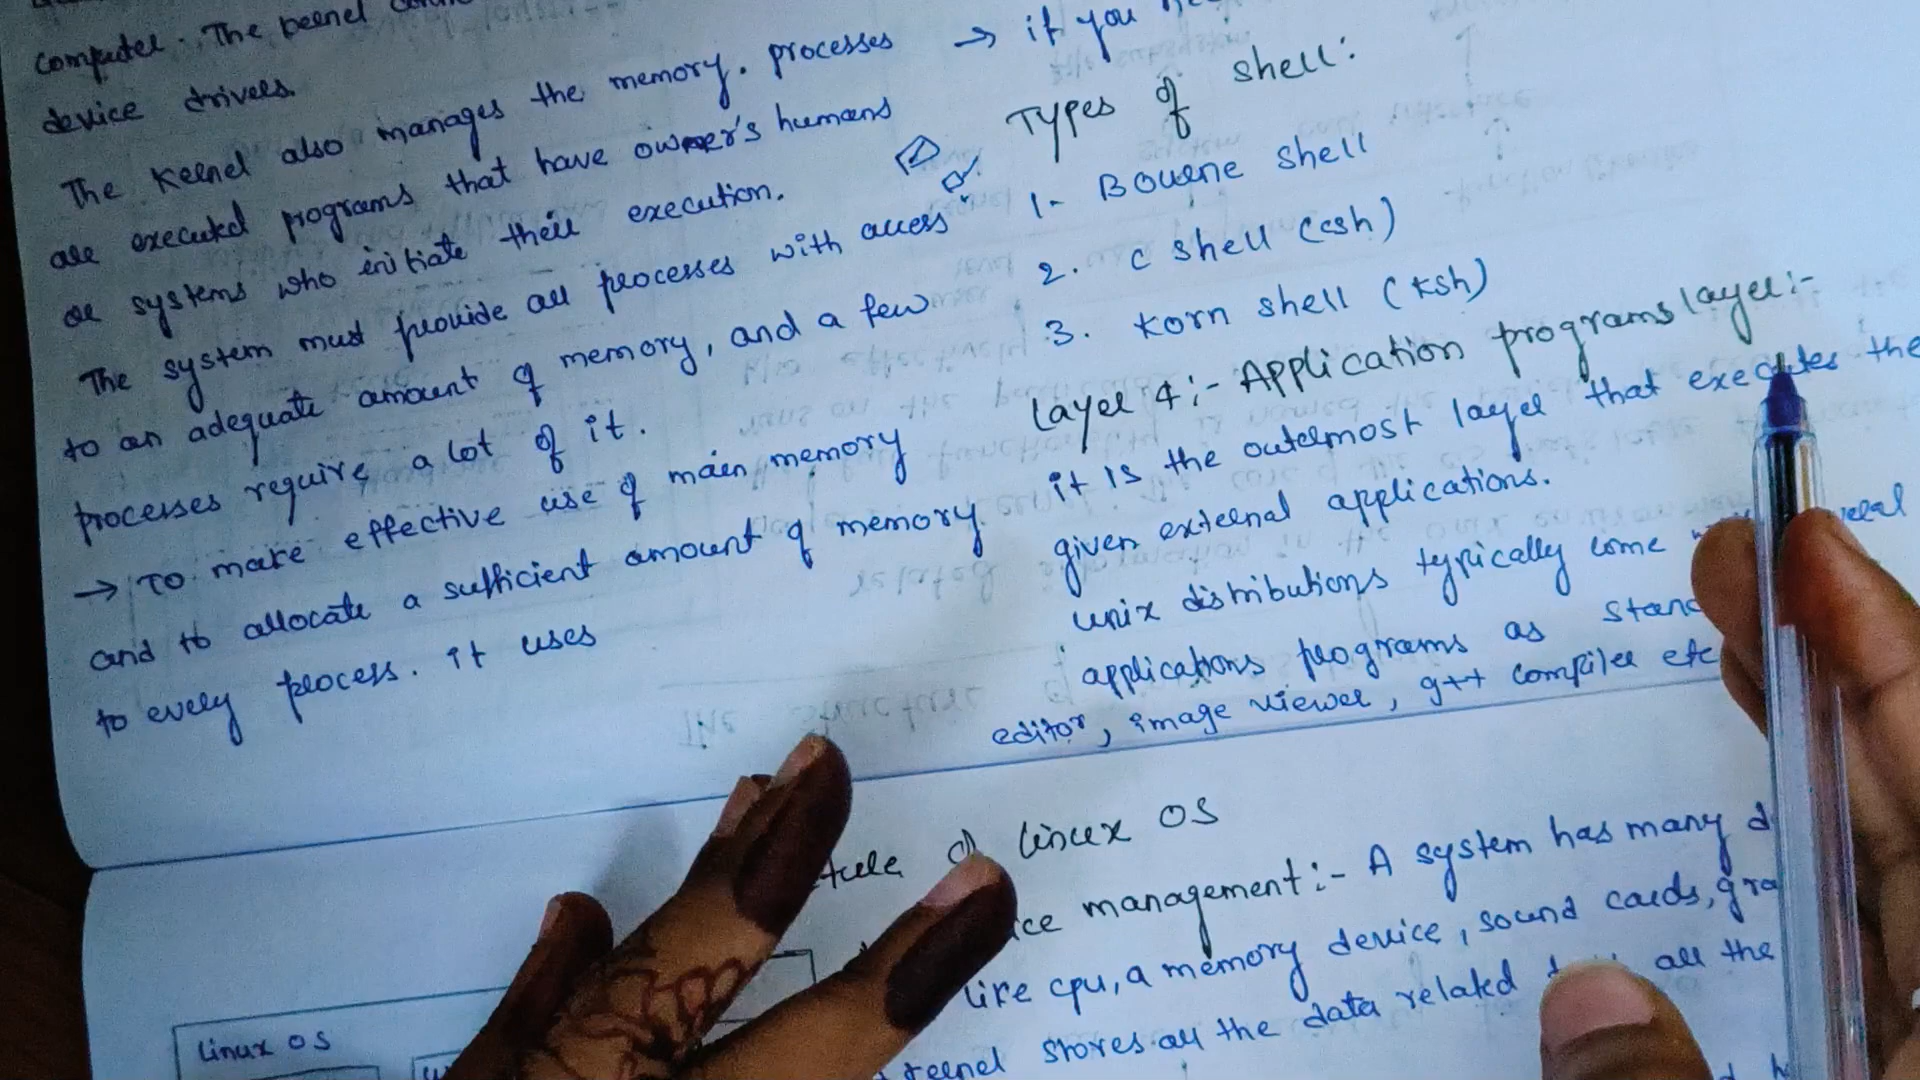 computer. The
device drivers
The kernel also manages the memory. processes
are executed programs that have owner's humans
or systems who initiate their execution.
The system must provide all processes with access
to an adequate amount of memory, and a few
processes require a lot of it.
→ To make effective use of main memory
and to allocate a sufficient amount of memory
to every process. it uses
→ if you
Types of shell:
1- Bourne shell
2. C shell (csh)
3. Korn shell (ksh)
Layer 4:- Application programs layer:-
it is the outermost layer that executes the
given external applications.
unix distributions typically come
applications programs as
editor, image viewer, g++ compiler etc
of linux OS
management:- A system has many
like cpu, a memory device, sound cards,
stores all the data related all the
Linux OS